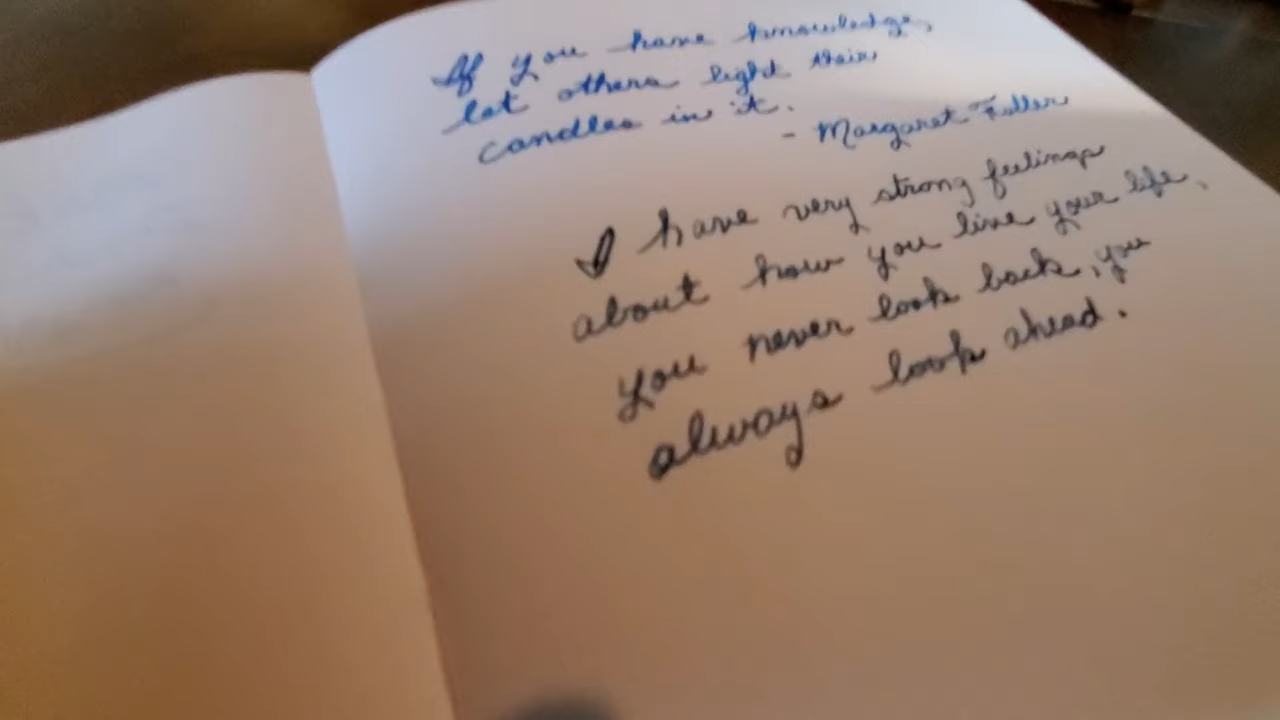 If you have knowledge,
let others light their
candles in it.
- Margaret Fuller
I have very strong feelings
about how you live your life,
you never look back, you
always look ahead.